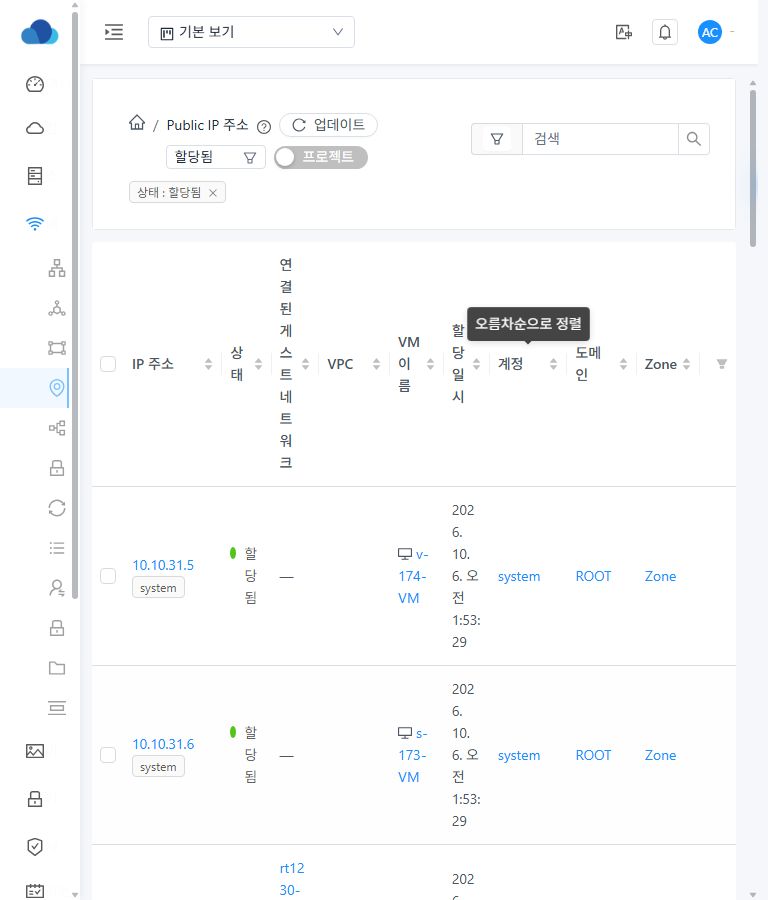 기본 보기
AC
/ Public IP 주소
업데이트
할당됨
프로젝트
검색
상태 : 할당됨
오름차순으로 정렬
IP 주소
상
태
연
결
된
게
스
트
네
트
워
크
VPC
VM
이
름
할
당
일
시
계정
도메
인
Zone
10.10.31.5
system
할
당
됨
—
v-
174-
VM
202
6.
10.
6. 오
전
1:53:
29
system
ROOT
Zone
10.10.31.6
system
할
당
됨
—
s-
173-
VM
202
6.
10.
6. 오
전
1:53:
29
system
ROOT
Zone
rt12
30-
202